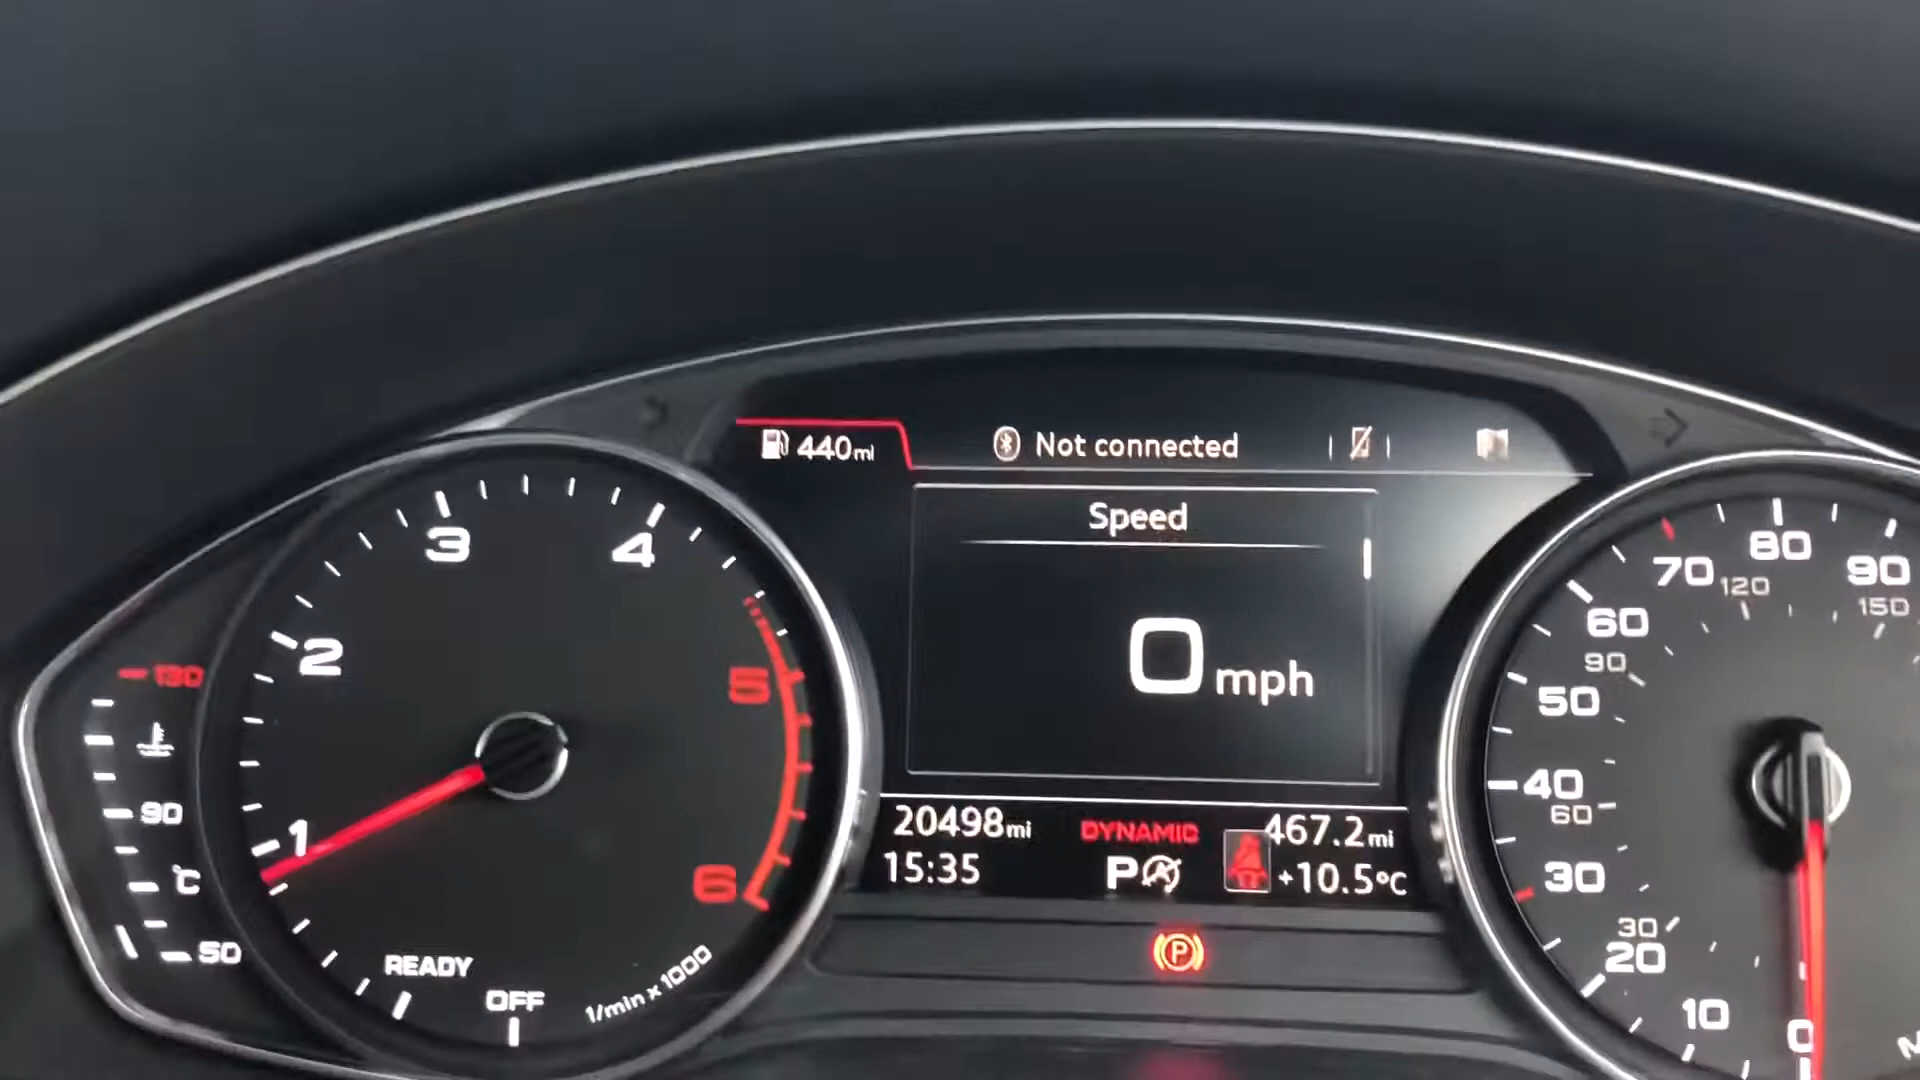 440mi
Not connected
Speed
0 mph
20498mi
DYNAMIC
467.2mi
15:35
P
+10.5°C
P
130
90
°C
50
1
2
3
4
5
6
READY
OFF
1/min x 1000
0
10
20
30
40
50
60
70
80
90
30
60
90
120
150